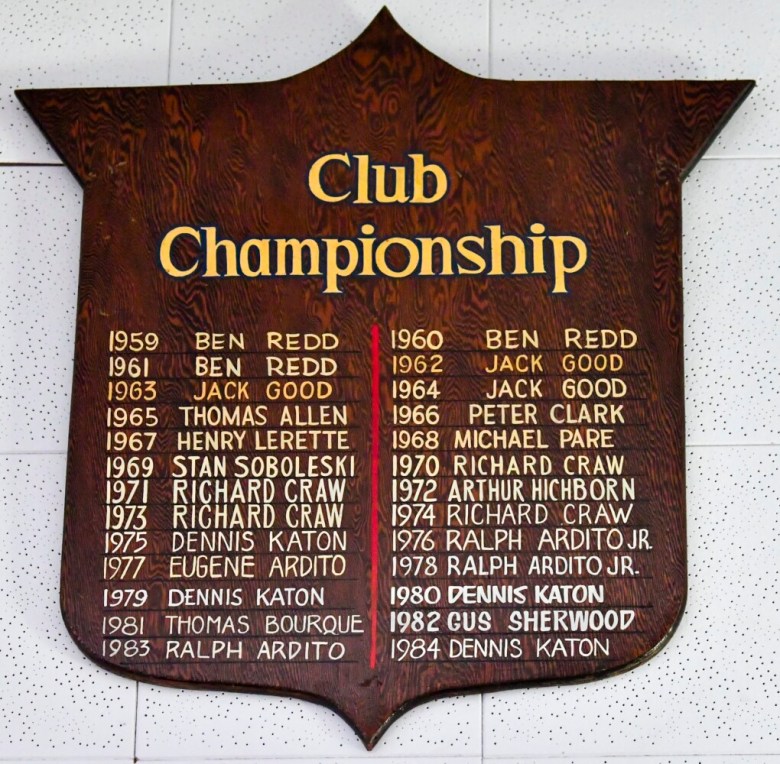 Club
Championship
1959 BEN REDD 1960 BEN REDD
1961 BEN REDD 1962 JACK GOOD
1963 JACK GOOD 1964 JACK GOOD
1965 THOMAS ALLEN 1966 PETER CLARK
1967 HENRY LERETTE 1968 MICHAEL PARE
1969 STAN SOBOLESKI 1970 RICHARD CRAW
1971 RICHARD CRAW 1972 ARTHUR HICHBORN
1973 RICHARD CRAW 1974 RICHARD CRAW
1975 DENNIS KATON 1976 RALPH ARDITO JR.
1977 EUGENE ARDITO 1978 RALPH ARDITO JR.
1979 DENNIS KATON 1980 DENNIS KATON
1981 THOMAS BOURQUE 1982 GUS SHERWOOD
1983 RALPH ARDITO 1984 DENNIS KATON